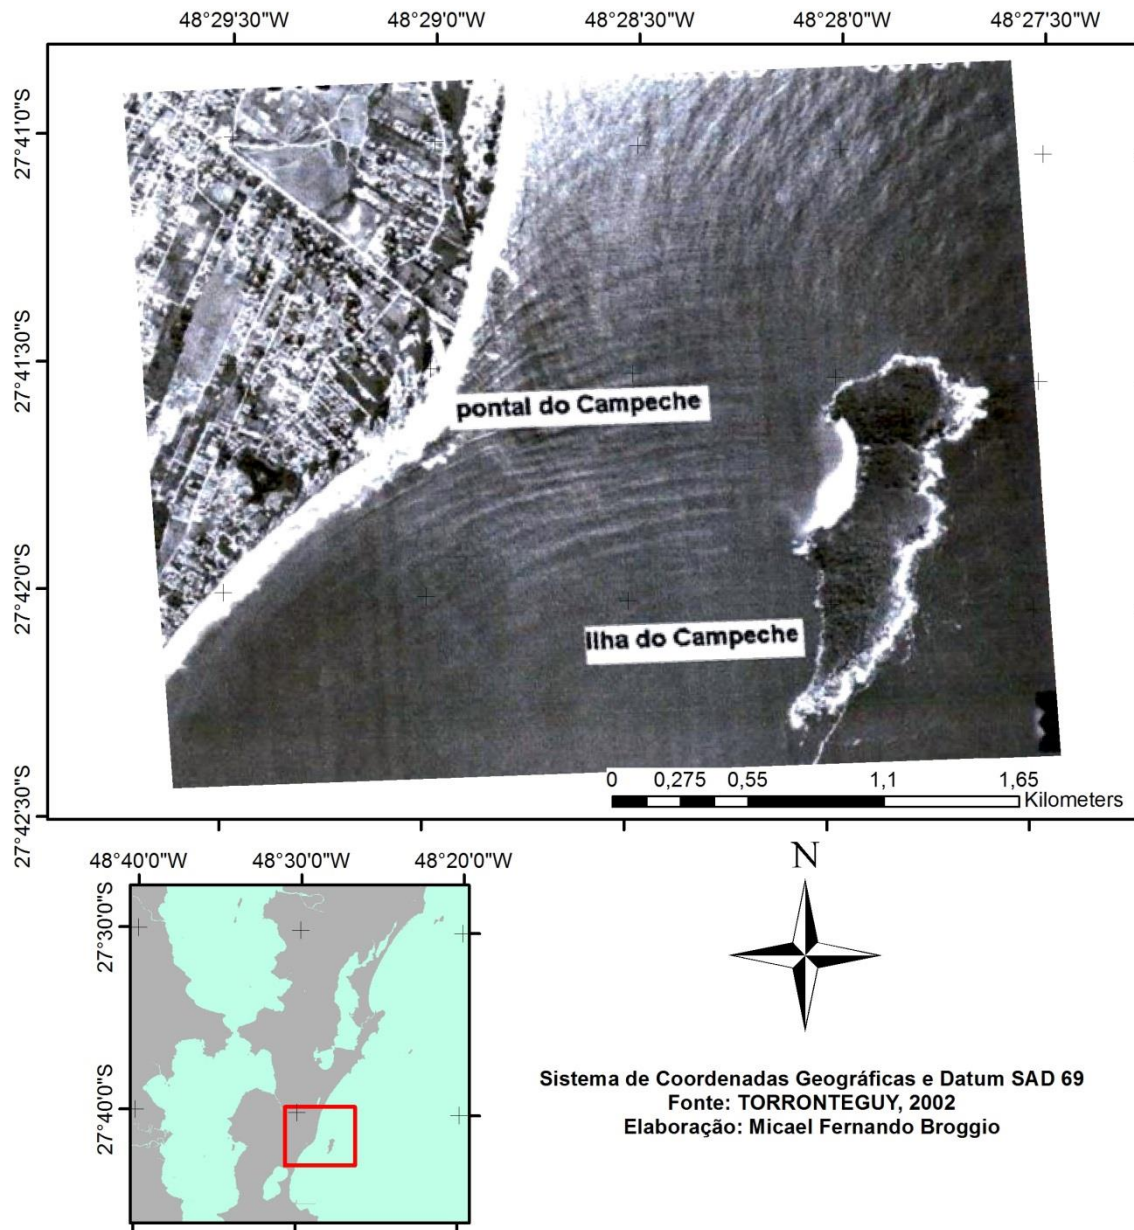 48°29'30"W 48°29'0"W 48°28'30"W 48°28'0"W 48°27'30"W
27°41'0"S
27°41'30"S
pontal do Campeche
27°42'0"S
Ilha do Campeche
27°42'30"S
0 0,275 0,55 1,1 1,65
Kilometers
48°40'0"W 48°30'0"W 48°20'0"W
27°30'0"S
27°40'0"S
N
Sistema de Coordenadas Geográficas e Datum SAD 69
Fonte: TORRONTEGUY, 2002
Elaboração: Micael Fernando Broggio